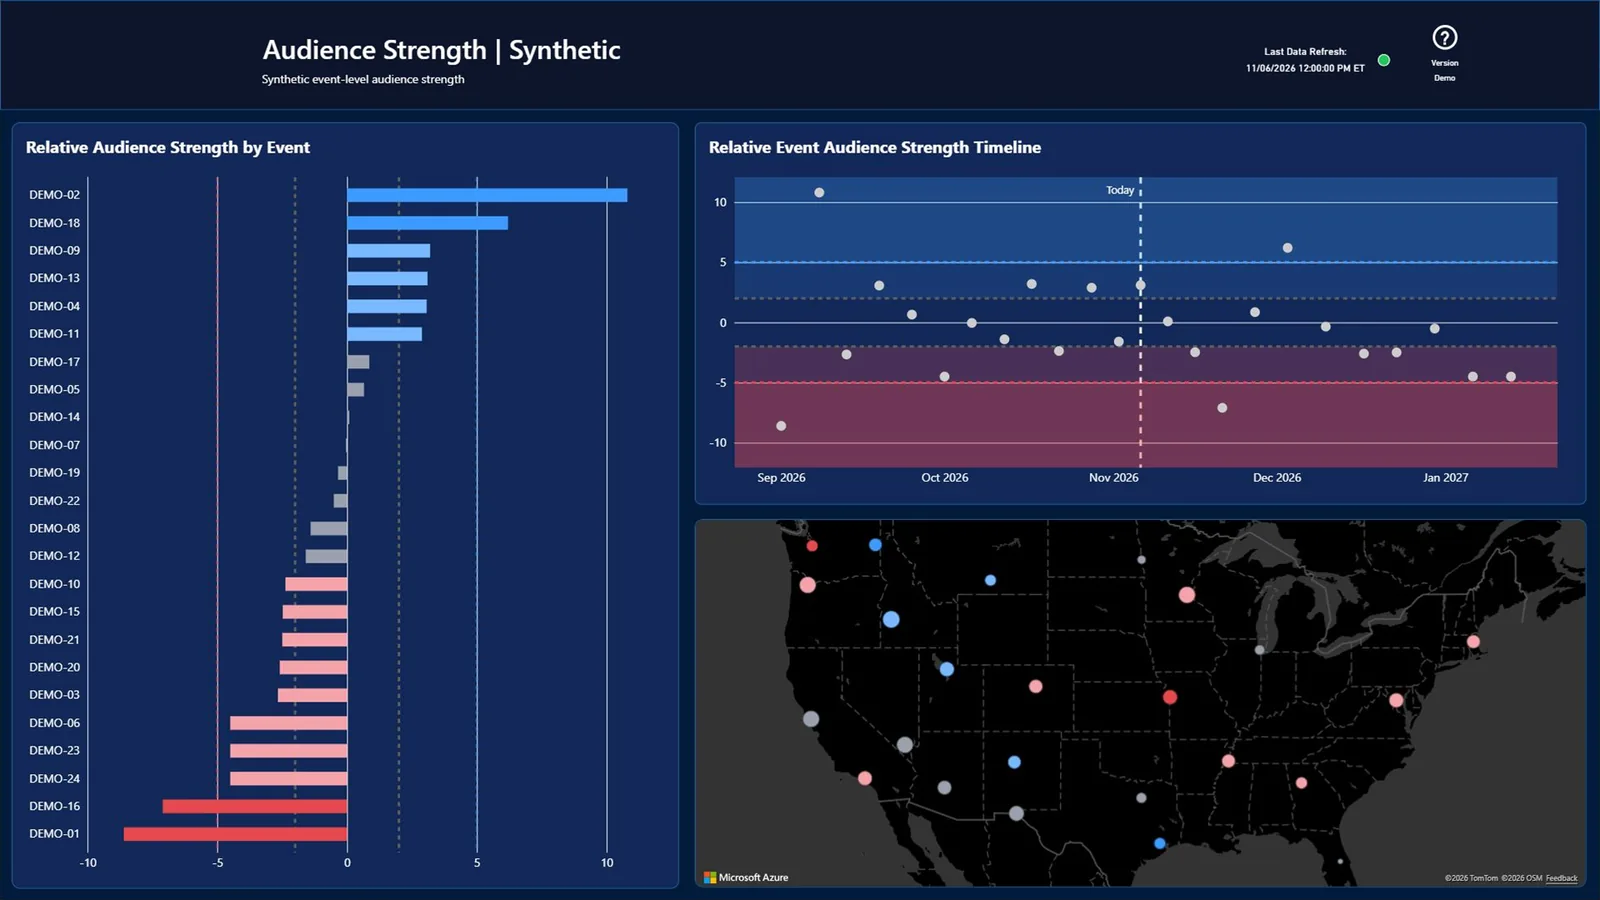 Audience Strength | Synthetic
Synthetic event-level audience strength
Last Data Refresh:
11/06/2026 12:00:00 PM ET
?
Version
Demo
Relative Audience Strength by Event
DEMO-02
DEMO-18
DEMO-09
DEMO-13
DEMO-04
DEMO-11
DEMO-17
DEMO-05
DEMO-14
DEMO-07
DEMO-19
DEMO-22
DEMO-08
DEMO-12
DEMO-10
DEMO-15
DEMO-21
DEMO-20
DEMO-03
DEMO-06
DEMO-23
DEMO-24
DEMO-16
DEMO-01
-10 -5 0 5 10
Relative Event Audience Strength Timeline
Today
10
5
0
-5
-10
Sep 2026 Oct 2026 Nov 2026 Dec 2026 Jan 2027
Microsoft Azure
©2026 TomTom ©2026 OSM Feedback